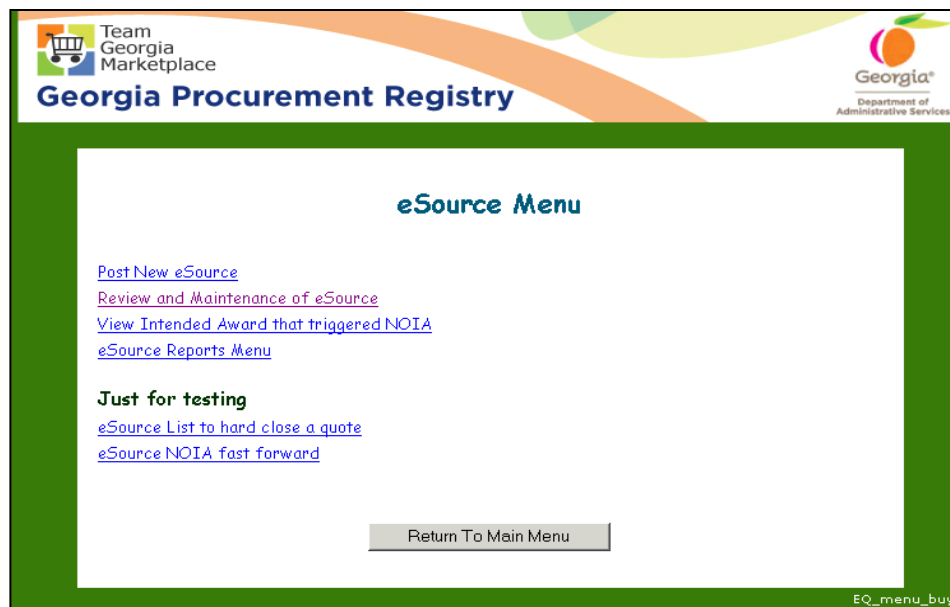 Team
Georgia
Marketplace
Georgia Procurement Registry
Georgia®
Department of
Administrative Services
eSource Menu
Post New eSource
Review and Maintenance of eSource
View Intended Award that triggered NOIA
eSource Reports Menu
Just for testing
eSource List to hard close a quote
eSource NOIA fast forward
Return To Main Menu
EQ_menu_buy